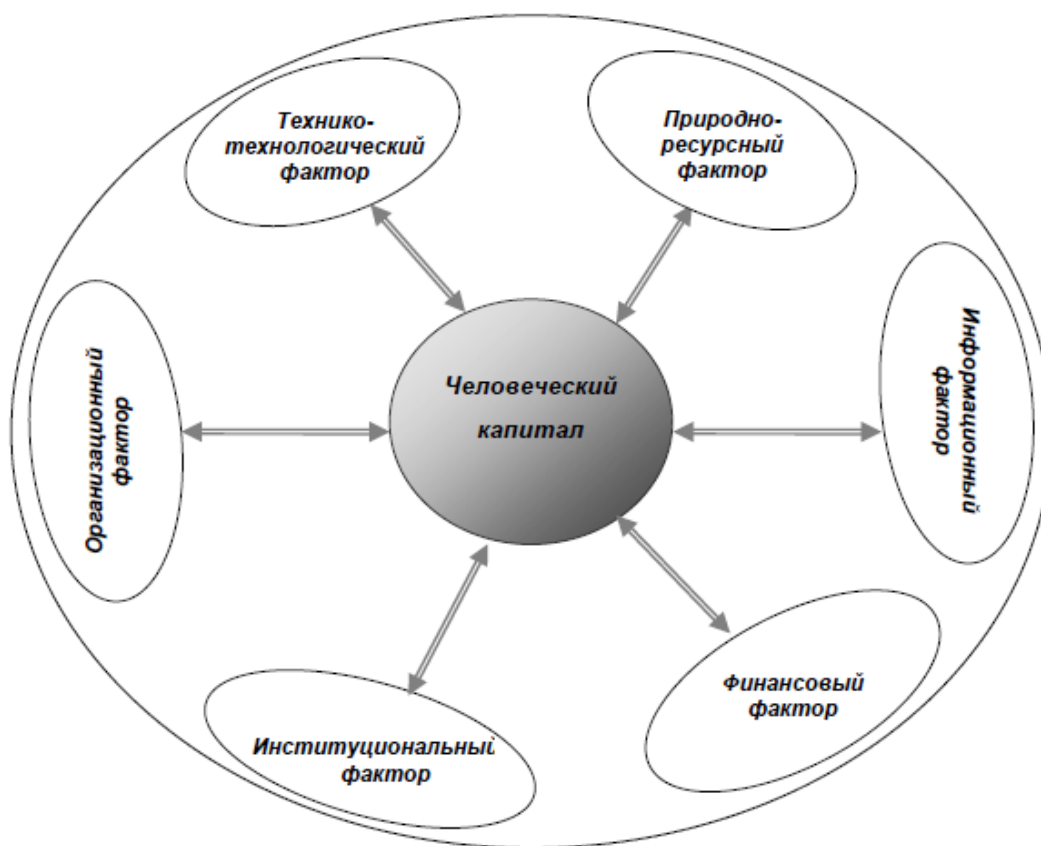 Технико-
технологический
фактор
Природно-
ресурсный
фактор
Организационный
фактор
Человеческий
капитал
Информационный
фактор
Институциональный
фактор
Финансовый
фактор